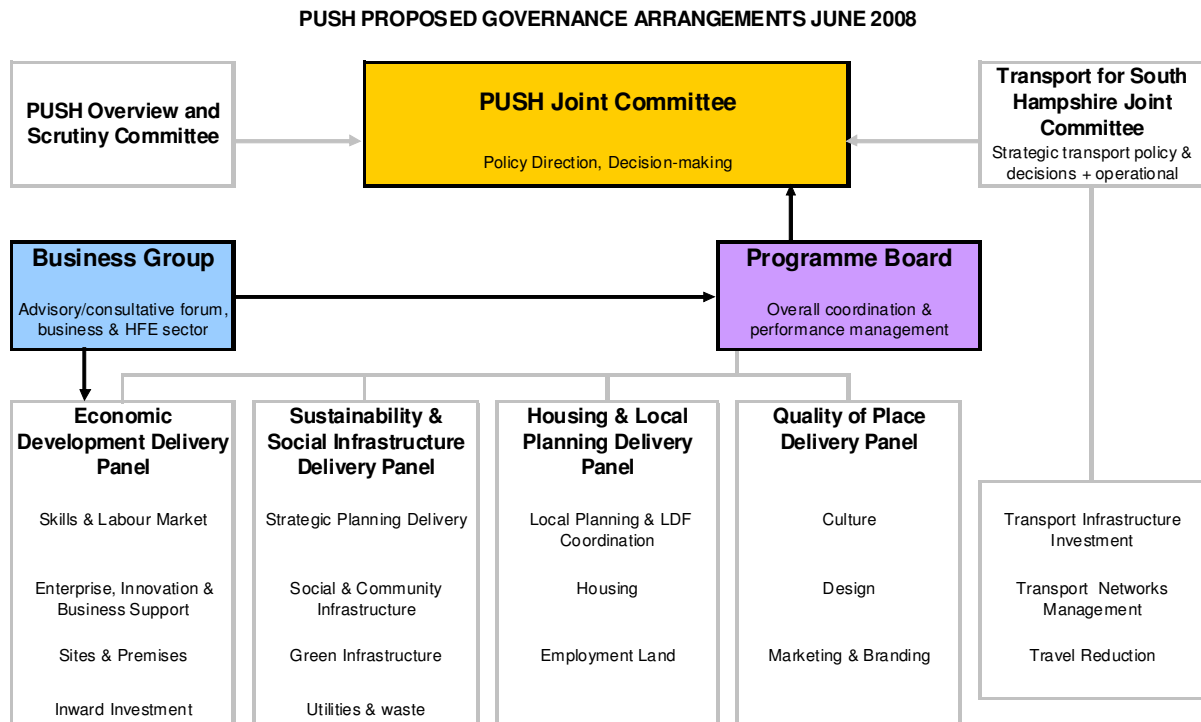 PUSH PROPOSED GOVERNANCE ARRANGEMENTS JUNE 2008
PUSH Overview and
Scrutiny Committee
PUSH Joint Committee
Policy Direction, Decision-making
Transport for South
Hampshire Joint
Committee
Strategic transport policy &
decisions + operational
Business Group
Advisory/consultative forum,
business & HFE sector
Programme Board
Overall coordination &
performance management
Economic
Development Delivery
Panel
Skills & Labour Market
Enterprise, Innovation &
Business Support
Sites & Premises
Inward Investment
Sustainability &
Social Infrastructure
Delivery Panel
Strategic Planning Delivery
Social & Community
Infrastructure
Green Infrastructure
Utilities & waste
Housing & Local
Planning Delivery
Panel
Local Planning & LDF
Coordination
Housing
Employment Land
Quality of Place
Delivery Panel
Culture
Design
Marketing & Branding
Transport Infrastructure
Investment
Transport Networks
Management
Travel Reduction